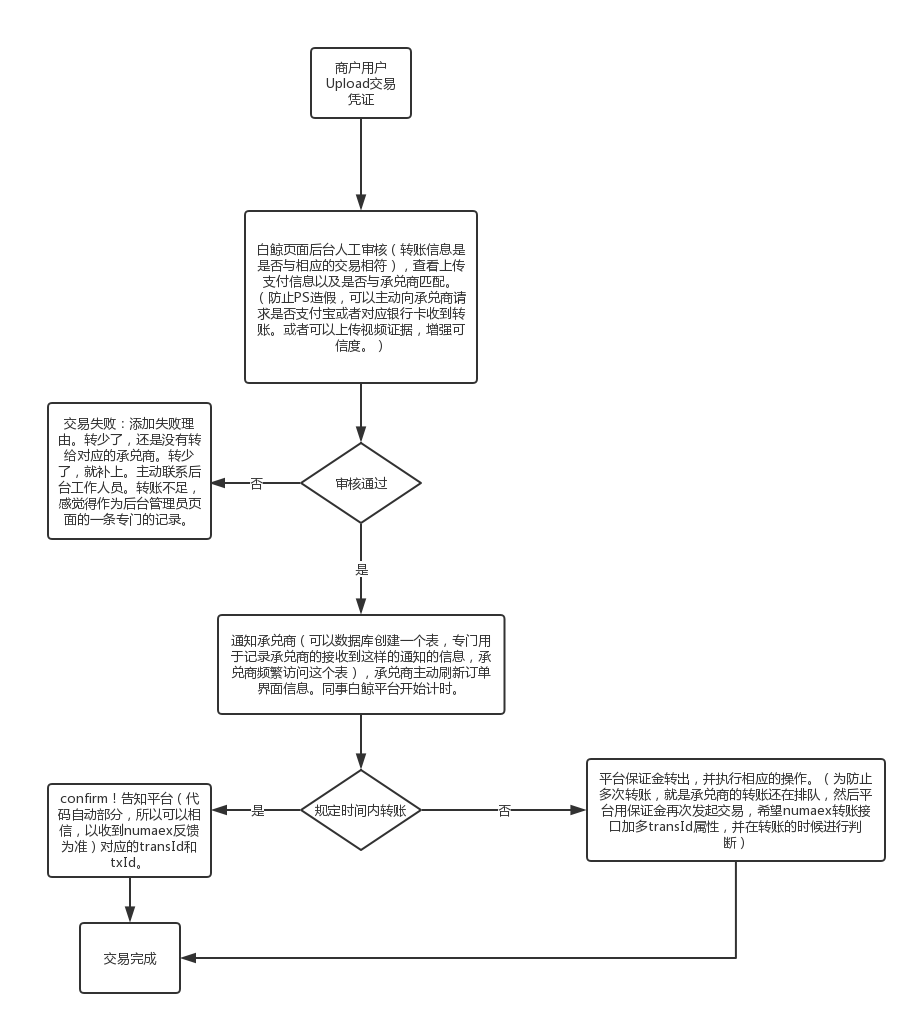 商户用户
Upload交易
凭证
白鲸页面后台人工审核（转账信息是
是否与相应的交易相符），查看上传
支付信息以及是否与承兑商匹配。
（防止PS造假，可以主动向承兑商请
求是否支付宝或者对应银行卡收到转
账。或者可以上传视频证据，增强可
信度。）
交易失败：添加失败理
由。转少了，还是没有转
给对应的承兑商。转少
了，就补上。主动联系后
台工作人员。转账不足，
感觉得作为后台管理员页
面的一条专门的记录。
否
审核通过
是
通知承兑商（可以数据库创建一个表，专门用
于记录承兑商的接收到这样的通知的信息，承
兑商频繁访问这个表），承兑商主动刷新订单
界面信息。同事白鲸平台开始计时。
confirm！告知平台（代
码自动部分，所以可以相
信，以收到numaex反馈
为准）对应的transId和
txId。
是
规定时间内转账
否
平台保证金转出，并执行相应的操作。（为防止
多次转账，就是承兑商的转账还在排队，然后平
台用保证金再次发起交易，希望numaex转账接
口加多transId属性，并在转账的时候进行判
断）
交易完成